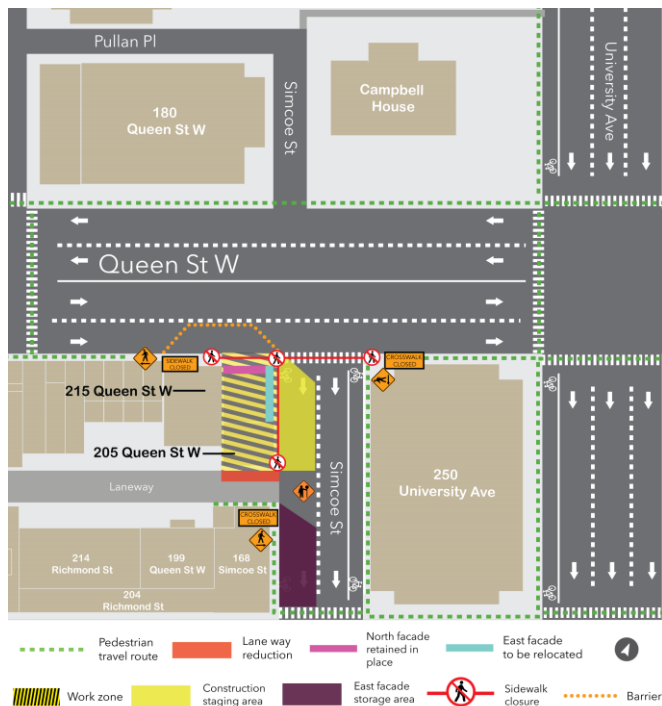 Pullan Pl
Simcoe St
University Ave
180
Queen St W
Campbell
House
Queen St W
SIDEWALK
CLOSED
CROSSWALK
CLOSED
215 Queen St W
205 Queen St W
Laneway
Simcoe St
250
University Ave
CROSSWALK
CLOSED
214
Richmond St
199
Queen St W
168
Simcoe St
204
Richmond St
Pedestrian
travel route
Lane way
reduction
North facade
retained in
place
East facade
to be relocated
Work zone
Construction
staging area
East facade
storage area
Sidewalk
closure
Barrier